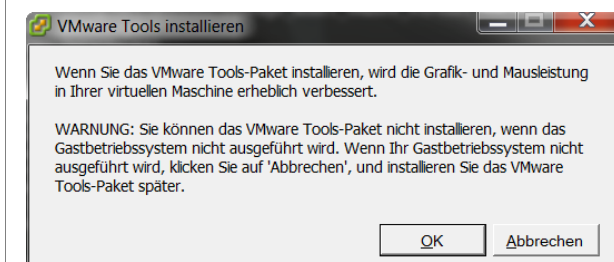 VMware Tools installieren
Wenn Sie das VMware Tools-Paket installieren, wird die Grafik- und Mausleistung
in Ihrer virtuellen Maschine erheblich verbessert.
WARNUNG: Sie können das VMware Tools-Paket nicht installieren, wenn das
Gastbetriebssystem nicht ausgeführt wird. Wenn Ihr Gastbetriebssystem nicht
ausgeführt wird, klicken Sie auf 'Abbrechen', und installieren Sie das VMware
Tools-Paket später.
OK
Abbrechen